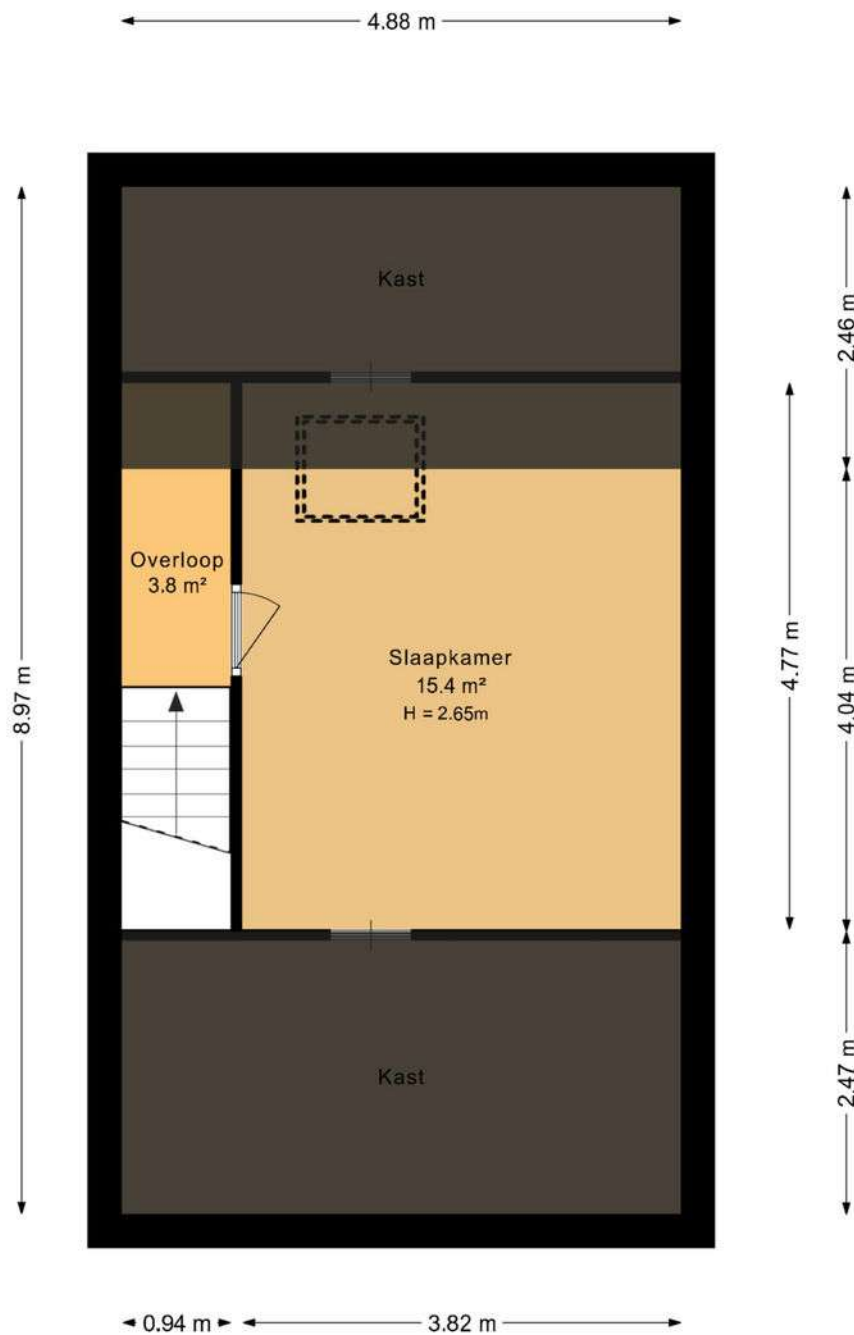 4.88 m
Kast
2.46 m
Overloop
3.8 m²
Slaapkamer
15.4 m²
H = 2.65m
8.97 m
4.77 m
4.04 m
Kast
2.47 m
0.94 m
3.82 m